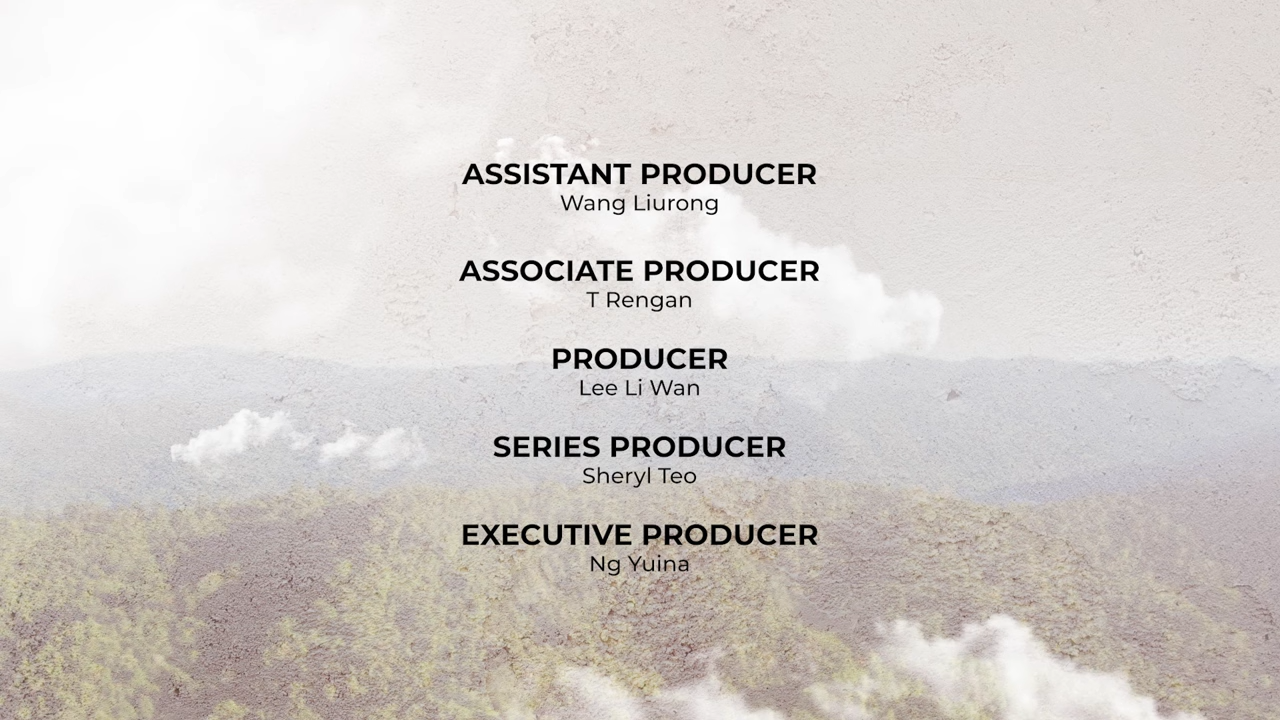 ASSISTANT PRODUCER
Wang Liurong
ASSOCIATE PRODUCER
T Rengan
PRODUCER
Lee Li Wan
SERIES PRODUCER
Sheryl Teo
EXECUTIVE PRODUCER
Ng Yuina